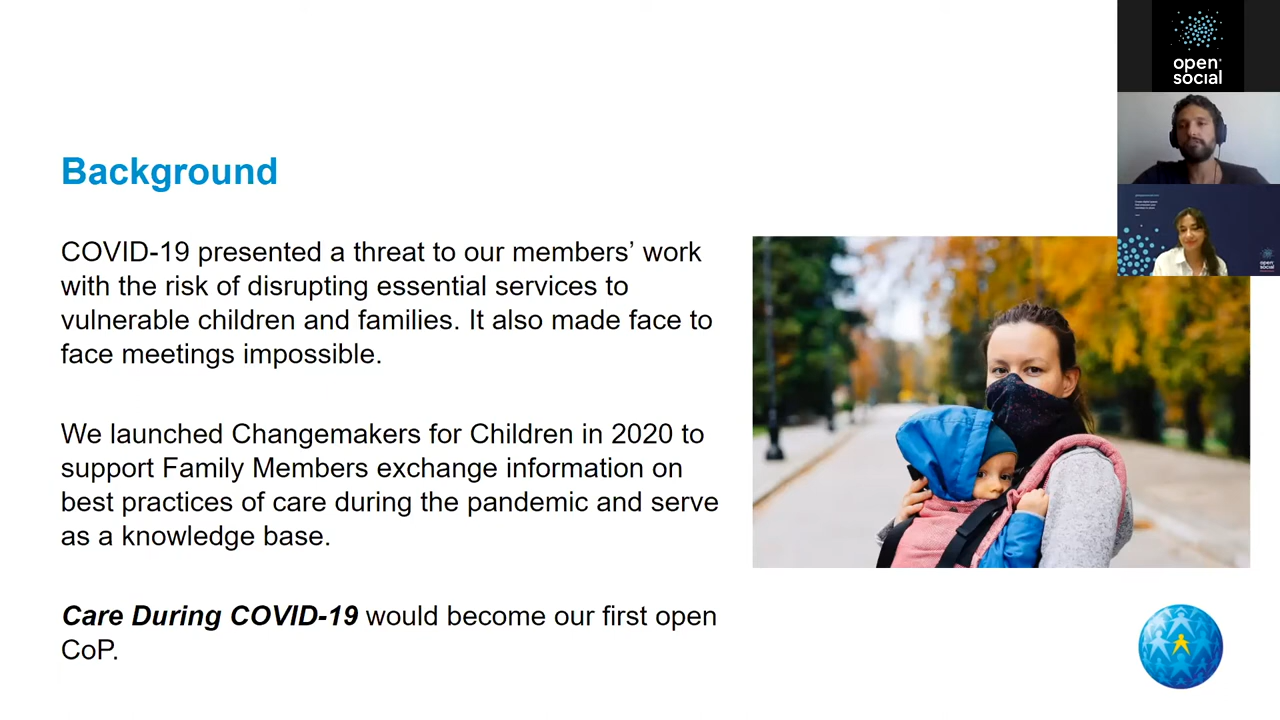 open
social
Background
COVID-19 presented a threat to our members’ work
with the risk of disrupting essential services to
vulnerable children and families. It also made face to
face meetings impossible.
We launched Changemakers for Children in 2020 to
support Family Members exchange information on
best practices of care during the pandemic and serve
as a knowledge base.
Care During COVID-19 would become our first open
CoP.
open
social